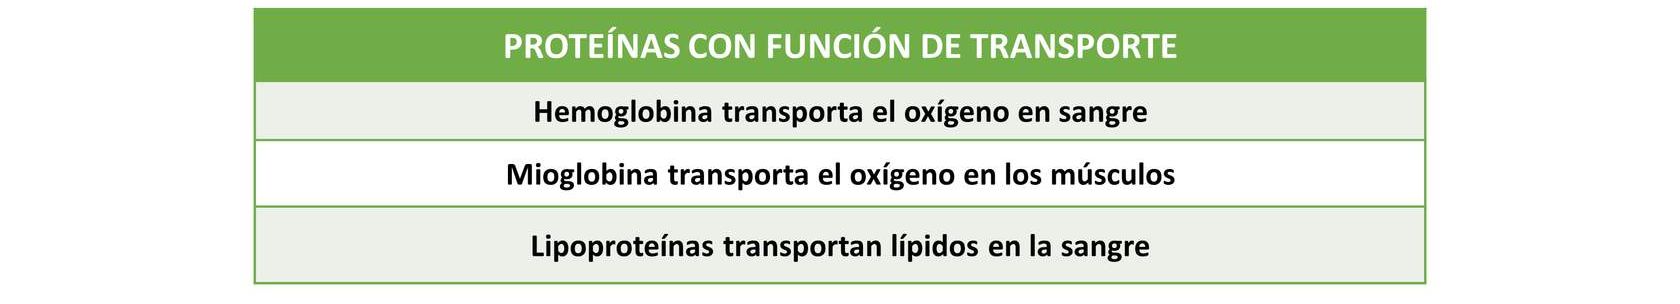 PROTEÍNAS CON FUNCIÓN DE TRANSPORTE
Hemoglobina transporta el oxígeno en sangre
Mioglobina transporta el oxígeno en los músculos
Lipoproteínas transportan lípidos en la sangre